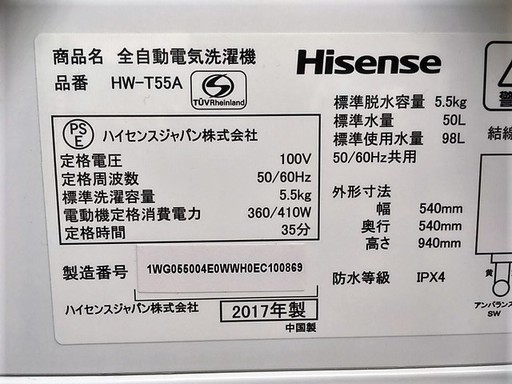 商品名 全自動電気洗濯機
品番 HW-T55A
TÜVRheinland
PSE ハイセンスジャパン株式会社
定格電圧 100V
定格周波数 50/60Hz
標準洗濯容量 5.5kg
電動機定格消費電力 360/410W
定格時間 35分
製造番号 1WG055004E0WWH0EC100869
ハイセンスジャパン株式会社 2017年製
中国製
Hisense
標準脱水容量 5.5kg
標準水量 50L
標準使用水量 98L
50/60Hz共用
外形寸法
幅 540mm
奥行 540mm
高さ 940mm
防水等級 IPX4
警
結線
黄
アンバランス
SW